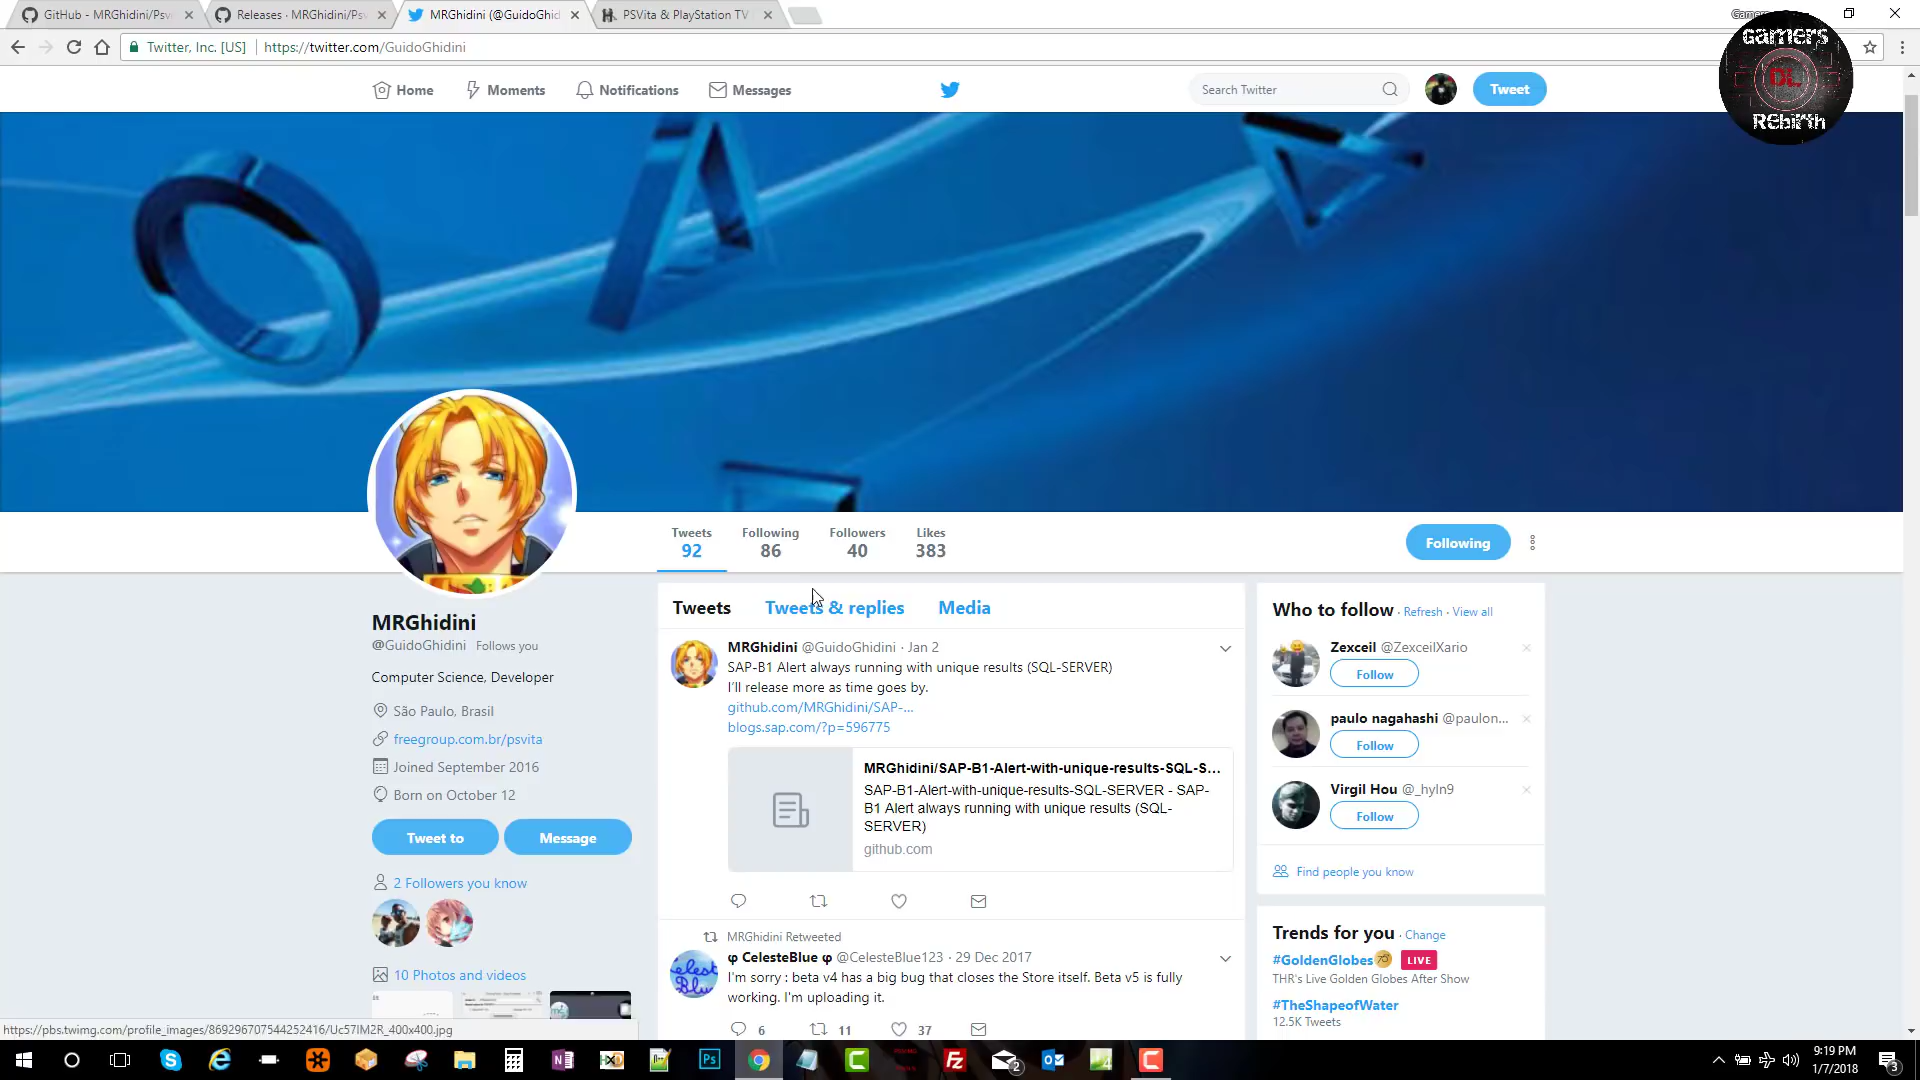 GitHub - MRGhidini/Psv
Releases · MRGhidini/Psv
MRGhidini (@GuidoGhid
PSVita & PlayStation TV
Twitter, Inc. [US]
https://twitter.com/GuidoGhidini
GAMERS
DL
REBIRTH
Home
Moments
Notifications
Messages
Search Twitter
Tweet
Tweets
92
Following
86
Followers
40
Likes
383
Following
MRGhidini
@GuidoGhidini Follows you
Computer Science, Developer
São Paulo, Brasil
freegroup.com.br/psvita
Joined September 2016
Born on October 12
Tweet to
Message
2 Followers you know
10 Photos and videos
Tweets
Tweets & replies
Media
MRGhidini @GuidoGhidini · Jan 2
SAP-B1 Alert always running with unique results (SQL-SERVER)
I'll release more as time goes by.
github.com/MRGhidini/SAP-...
blogs.sap.com/?p=596775
MRGhidini/SAP-B1-Alert-with-unique-results-SQL-S...
SAP-B1-Alert-with-unique-results-SQL-SERVER - SAP-
B1 Alert always running with unique results (SQL-
SERVER)
github.com
MRGhidini Retweeted
φ CelesteBlue φ @CelesteBlue123 · 29 Dec 2017
I'm sorry : beta v4 has a big bug that closes the Store itself. Beta v5 is fully
working. I'm uploading it.
6
11
37
Who to follow · Refresh · View all
Zexceil @ZexceilXario
Follow
paulo nagahashi @paulon...
Follow
Virgil Hou @_hyln9
Follow
Find people you know
Trends for you · Change
#GoldenGlobes LIVE
THR's Live Golden Globes After Show
#TheShapeofWater
12.5K Tweets
https://pbs.twimg.com/profile_images/869296707544252416/Uc57IM2R_400x400.jpg
9:19 PM
1/7/2018